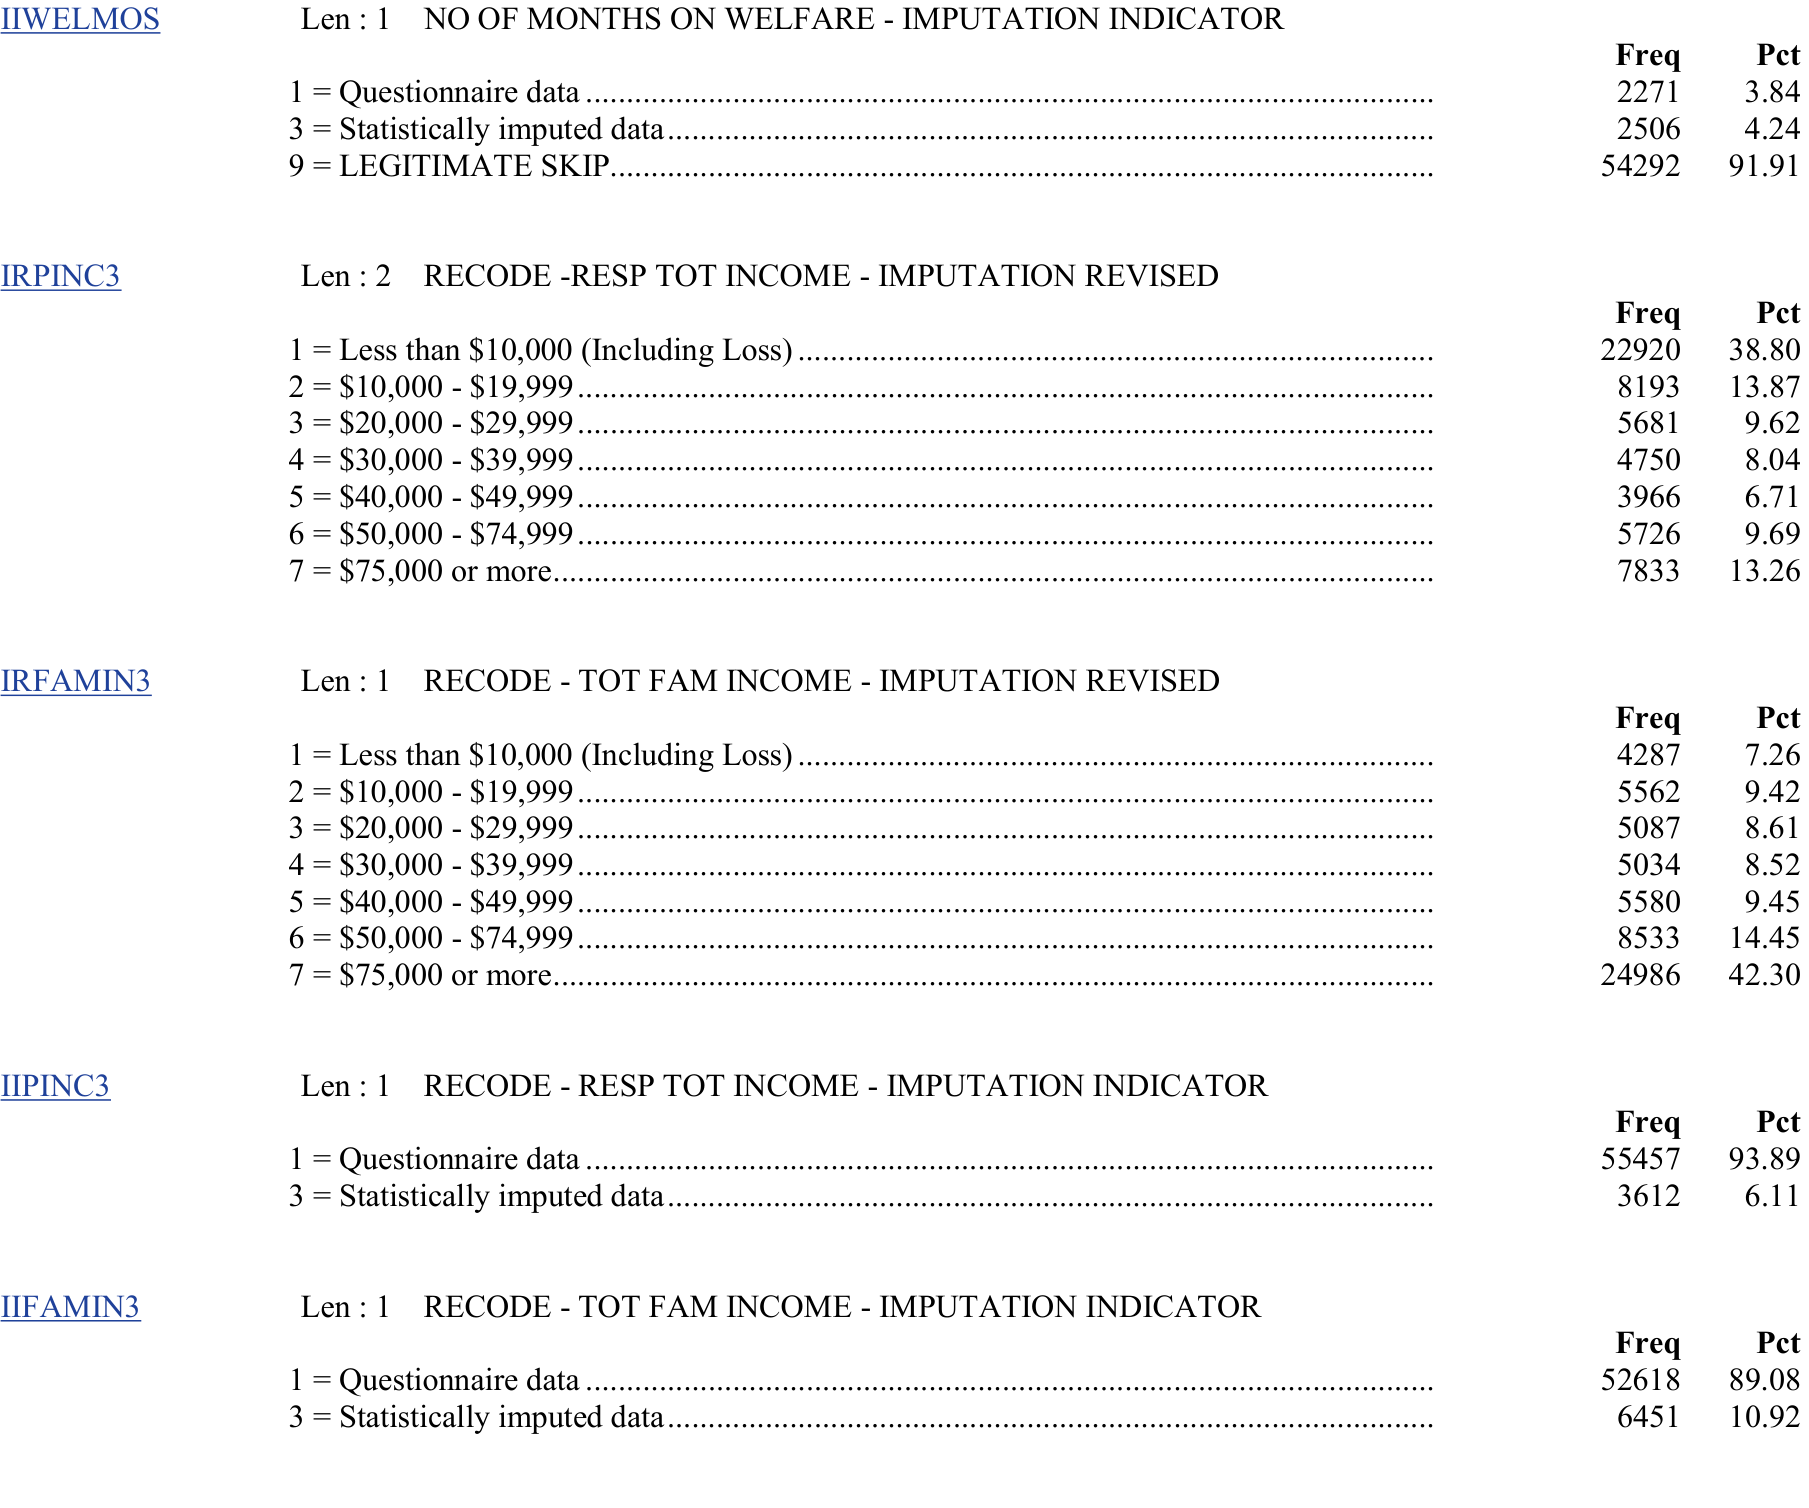 IIWELMOS Len : 1 NO OF MONTHS ON WELFARE - IMPUTATION INDICATOR
Freq Pct
1 = Questionnaire data ........................................................................................................ 2271 3.84
3 = Statistically imputed data.............................................................................................. 2506 4.24
9 = LEGITIMATE SKIP..................................................................................................... 54292 91.91
IRPINC3 Len : 2 RECODE -RESP TOT INCOME - IMPUTATION REVISED
Freq Pct
1 = Less than $10,000 (Including Loss) .............................................................................. 22920 38.80
2 = $10,000 - $19,999......................................................................................................... 8193 13.87
3 = $20,000 - $29,999......................................................................................................... 5681 9.62
4 = $30,000 - $39,999......................................................................................................... 4750 8.04
5 = $40,000 - $49,999......................................................................................................... 3966 6.71
6 = $50,000 - $74,999......................................................................................................... 5726 9.69
7 = $75,000 or more............................................................................................................ 7833 13.26
IRFAMIN3 Len : 1 RECODE - TOT FAM INCOME - IMPUTATION REVISED
Freq Pct
1 = Less than $10,000 (Including Loss) .............................................................................. 4287 7.26
2 = $10,000 - $19,999......................................................................................................... 5562 9.42
3 = $20,000 - $29,999......................................................................................................... 5087 8.61
4 = $30,000 - $39,999......................................................................................................... 5034 8.52
5 = $40,000 - $49,999......................................................................................................... 5580 9.45
6 = $50,000 - $74,999......................................................................................................... 8533 14.45
7 = $75,000 or more............................................................................................................ 24986 42.30
IIPINC3 Len : 1 RECODE - RESP TOT INCOME - IMPUTATION INDICATOR
Freq Pct
1 = Questionnaire data ........................................................................................................ 55457 93.89
3 = Statistically imputed data.............................................................................................. 3612 6.11
IIFAMIN3 Len : 1 RECODE - TOT FAM INCOME - IMPUTATION INDICATOR
Freq Pct
1 = Questionnaire data ........................................................................................................ 52618 89.08
3 = Statistically imputed data.............................................................................................. 6451 10.92